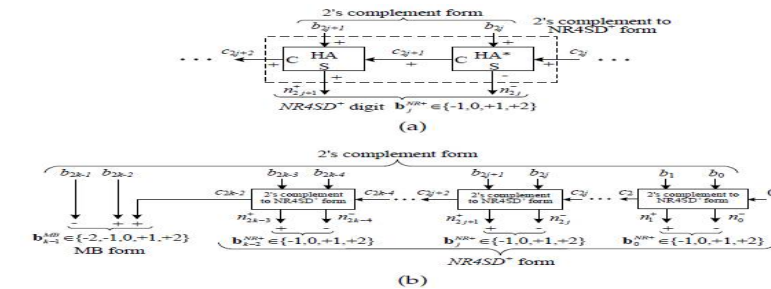 2's complement form
b2j+1 b2j 2's complement to
NR4SD+ form
c2j+2 + HA + c2j+1 + HA* + c2j
C S C S
+ -
n+2j+1 n-2j
NR4SD+ digit bjNR+ ∈{-1,0,+1,+2}
(a)
2's complement form
b2k-1 b2k-2 b2k-3 b2k-4 b2j+1 b2j b1 b0
c2k-2 2's complement to NR4SD+ form c2k-4 c2j+2 2's complement to NR4SD+ form c2j c2 2's complement to NR4SD+ form
- + + n+2k-3 n-2k-4 n+2j+1 n-2j n+1 n-0
+ - + - + -
bk-1MB ∈{-2,-1,0,+1,+2} bk-2NR+ ∈{-1,0,+1,+2} bjNR+ ∈{-1,0,+1,+2} b0NR+ ∈{-1,0,+1,+2}
MB form
NR4SD+ form
(b)